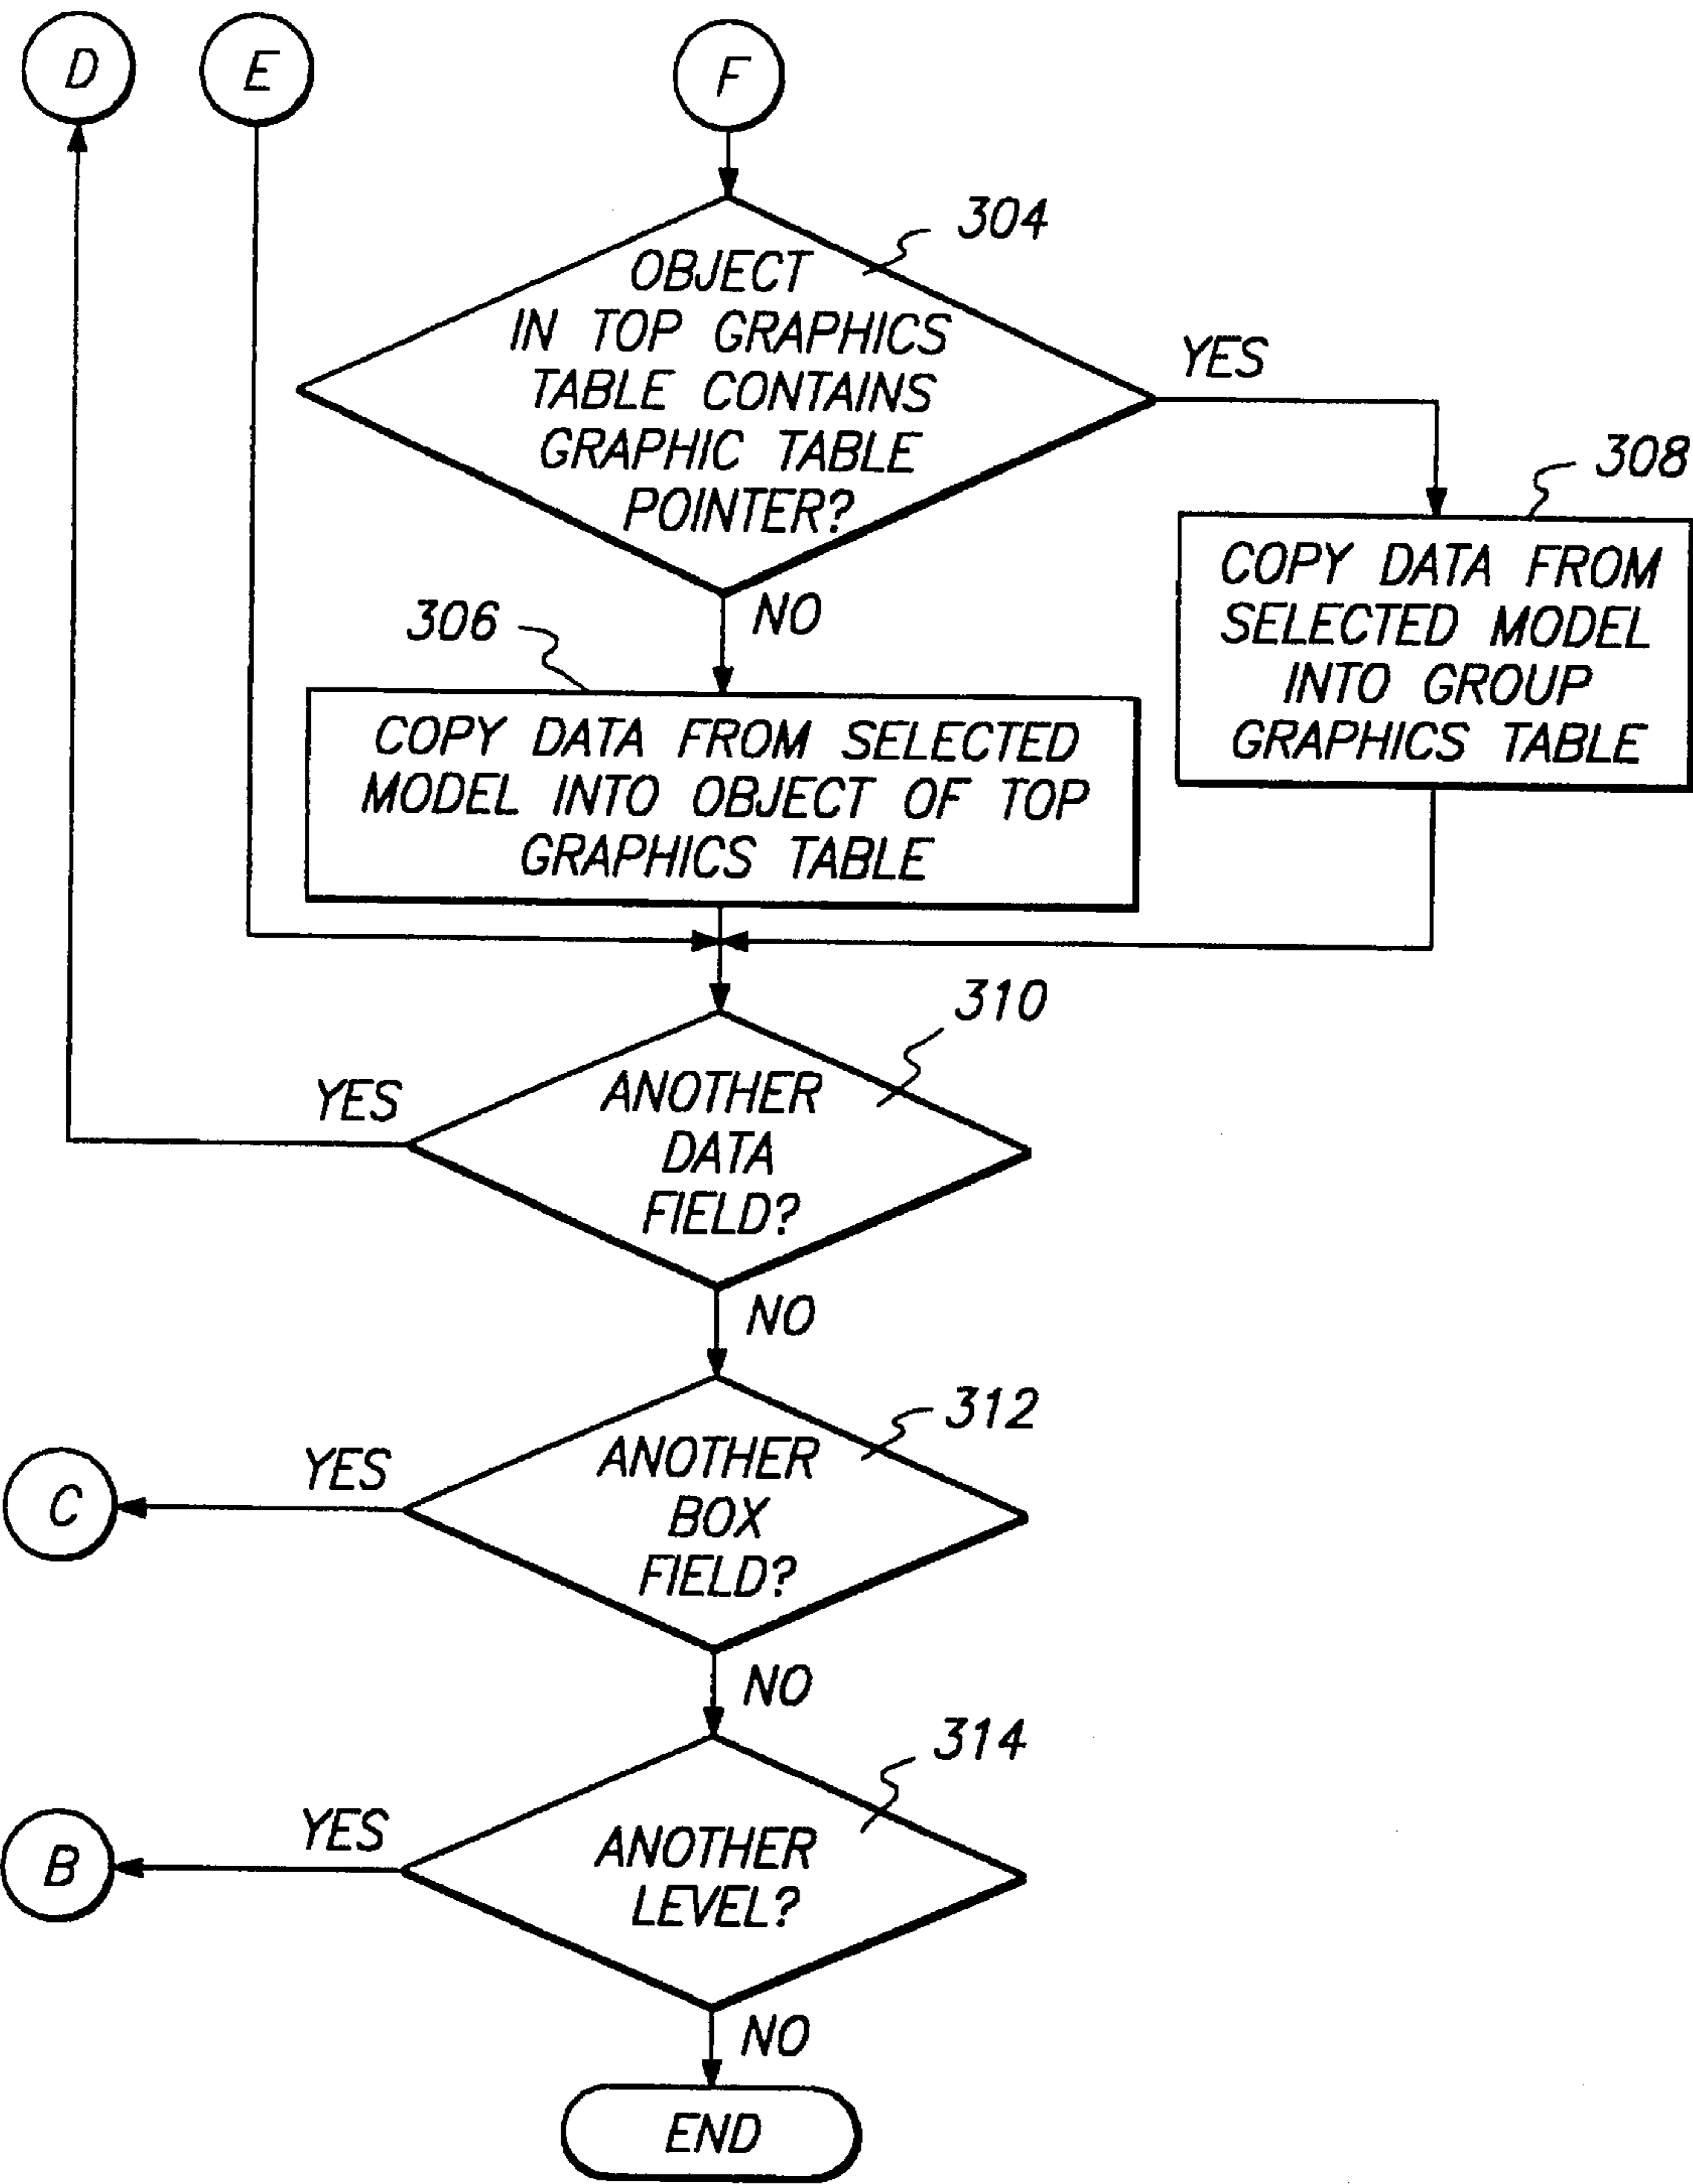 D
E
F
304
OBJECT
IN TOP GRAPHICS
TABLE CONTAINS
GRAPHIC TABLE
POINTER?
YES
308
COPY DATA FROM
SELECTED MODEL
INTO GROUP
GRAPHICS TABLE
NO
306
COPY DATA FROM SELECTED
MODEL INTO OBJECT OF TOP
GRAPHICS TABLE
310
YES
ANOTHER
DATA
FIELD?
NO
312
C
YES
ANOTHER
BOX
FIELD?
NO
314
B
YES
ANOTHER
LEVEL?
NO
END